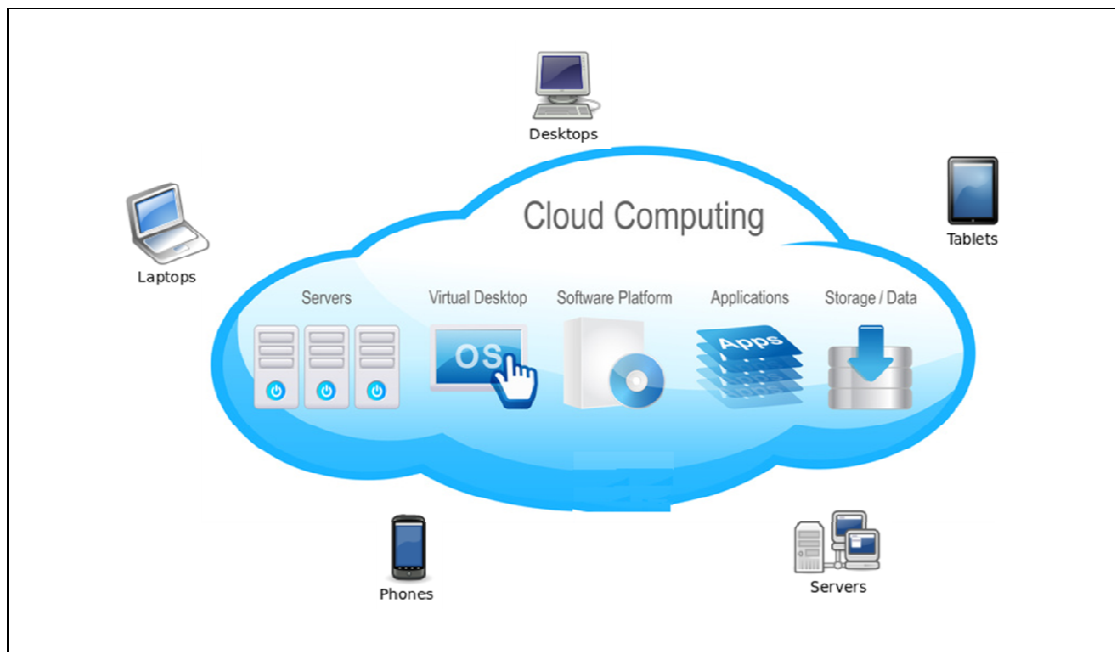 Desktops
Cloud Computing
Tablets
Laptops
Servers
Virtual Desktop
Software Platform
Applications
Storage / Data
OS
Apps
Phones
Servers